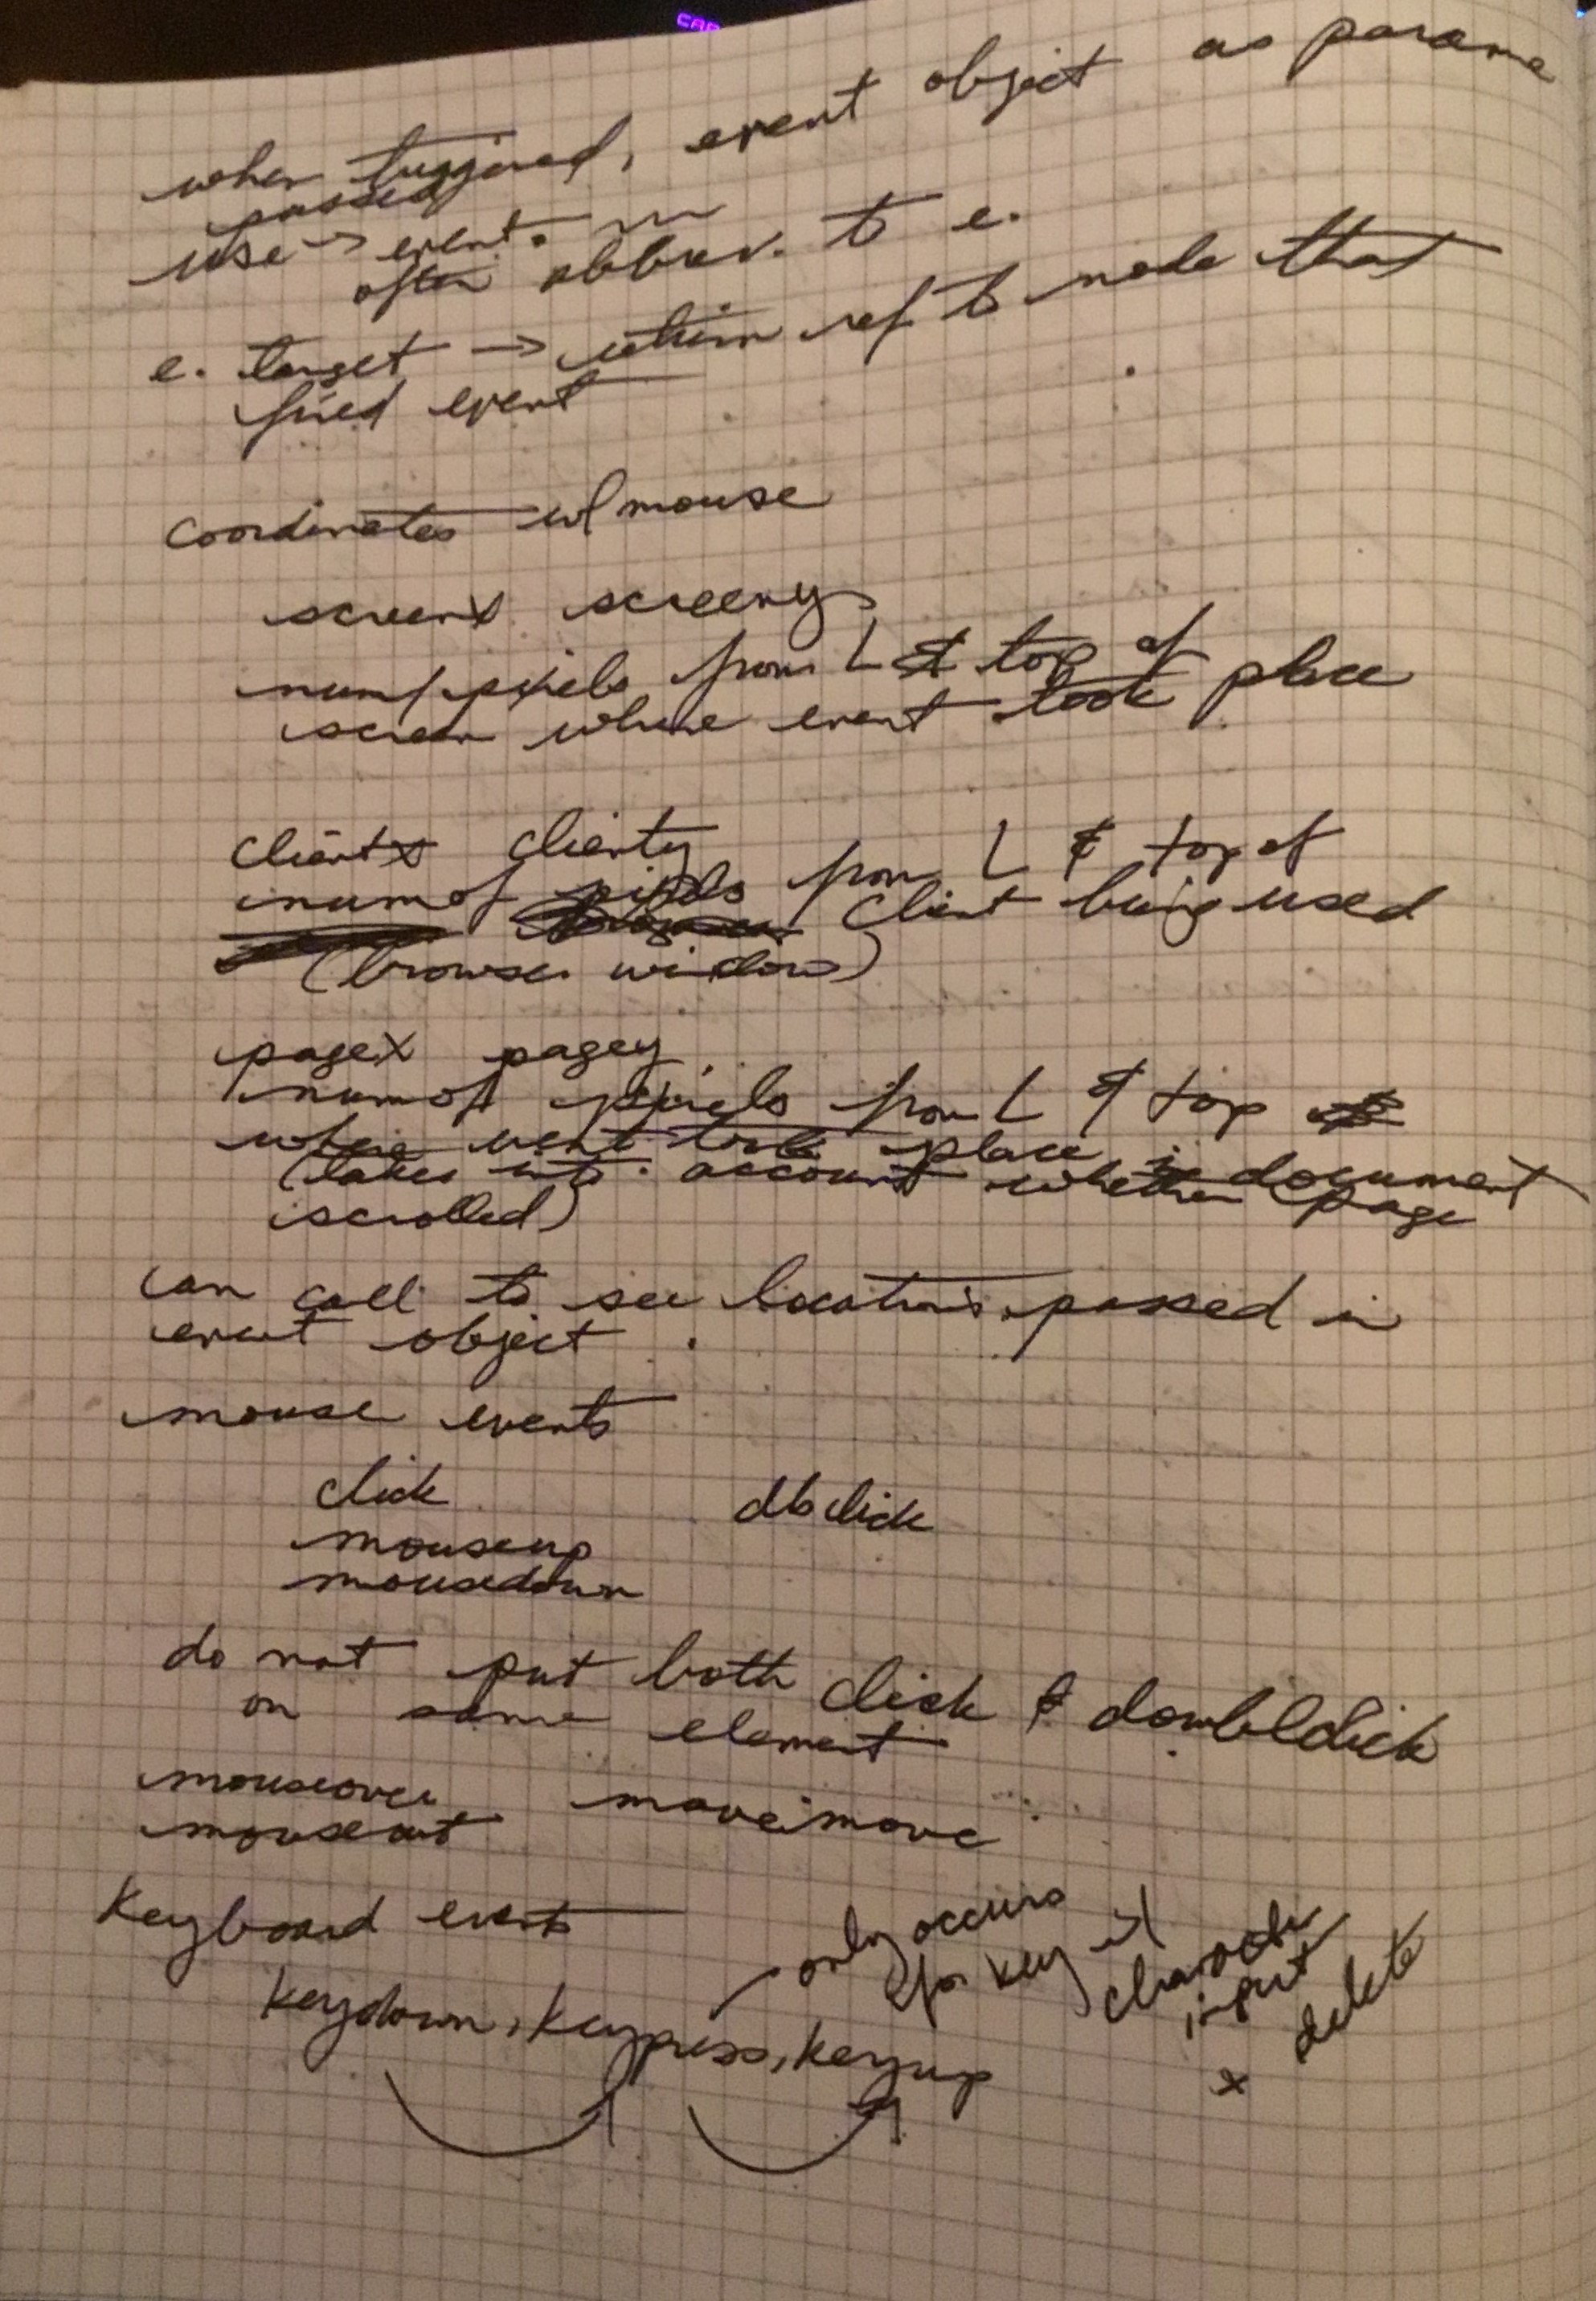 when triggered, event object as parame
passed
use -> event.
often abbrev. to e.
e. target -> return ref to node that
fired event
coordinates w/ mouse
screenX screeny
num/pixels from L & top of
screen where event took place
clientX clienty
num of pixels from L & top of
client being used
(browser window)
pageX pagey
num of pixels from L & top
where event took place in document
(takes into account whether page
scrolled)
can call to see locations passed in
event object
mouse events
click dbclick
mouseup
mousedown
do not put both click & doubleclick
on same element
mouseover movemove
mouseout
Keyboard events
only occurs
for key w/
character
input
x delete
keydown, keypress, keyup